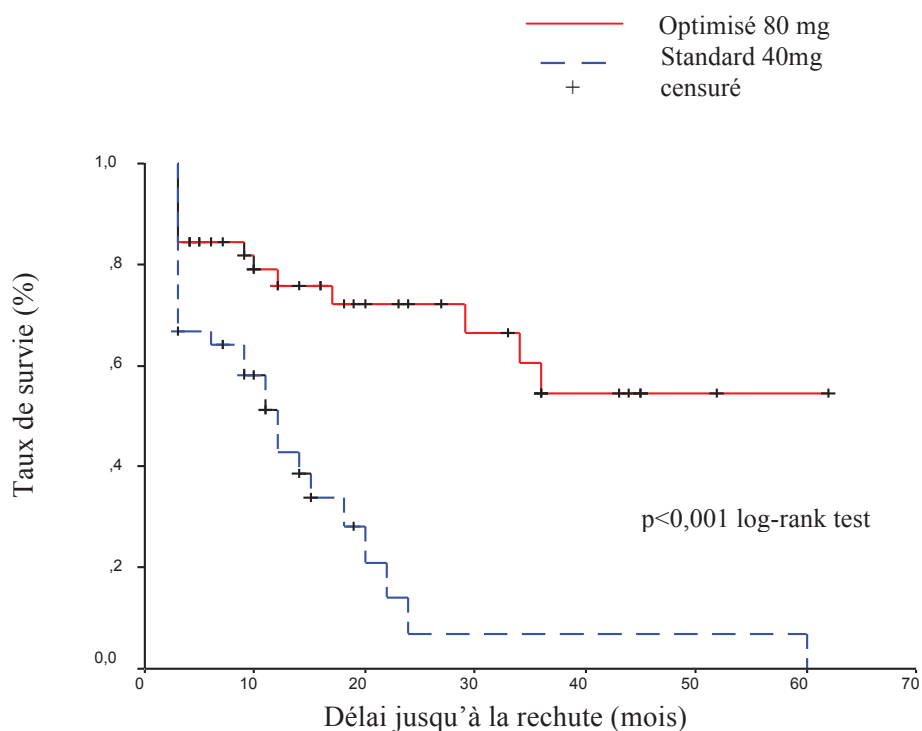 Optimisé 80 mg
Standard 40mg
censuré
1,0
,8
,6
,4
,2
0,0
Taux de survie (%)
p<0,001 log-rank test
0 10 20 30 40 50 60 70
Délai jusqu’à la rechute (mois)